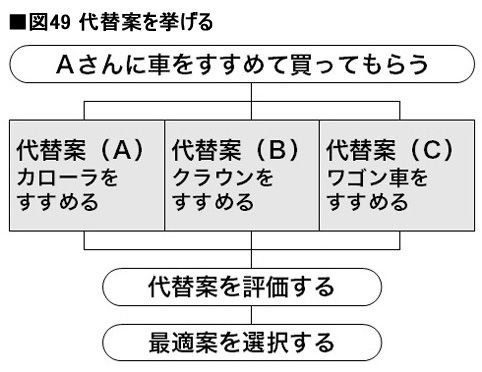 ■図49 代替案を挙げる
Aさんに車をすすめて買ってもらう
代替案（A）
カローラを
すすめる
代替案（B）
クラウンを
すすめる
代替案（C）
ワゴン車を
すすめる
代替案を評価する
最適案を選択する